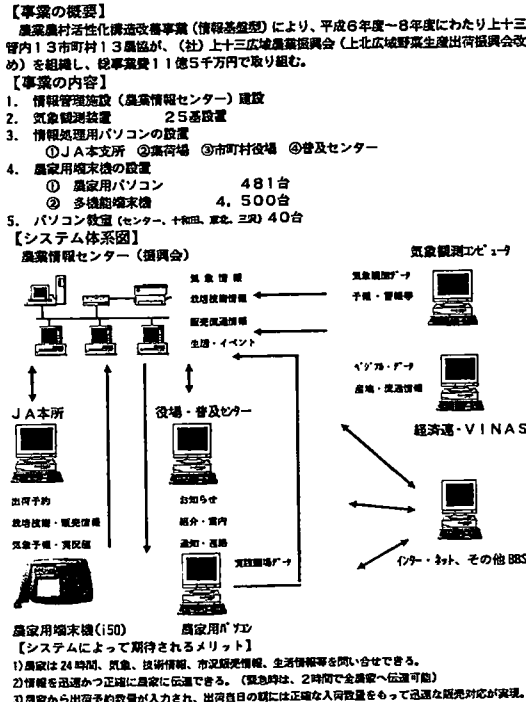 【事業の概要】
農業農村活性化構造改善事業(情報基盤型)により、平成6年度~8年度にわたり上十三
管内13市町村13農協が、(社)上十三広域農業振興会(上北広域野菜生産出荷振興会改
め)を組織し、総事業費11億5千万円で取り組む。
【事業の内容】
1. 情報管理施設(農業情報センター)建設
2. 気象観測装置 25基設置
3. 情報処理用パソコンの設置
①JA本支所 ②集荷場 ③市町村役場 ④普及センター
4. 農家用端末機の設置
① 農家用パソコン 481台
② 多機能端末機 4,500台
5. パソコン教室(センター、十和田、東北、三沢)40台
【システム体系図】
農業情報センター(振興会)
気象観測コンピュータ
気象情報
栽培技術情報
販売流通情報
生活・イベント
気象観測データ
予報・警報等
ベジフル・データ
産地・流通情報
経済連・VINAS
JA本所
役場・普及センター
出荷予約
栽培技術・販売情報
気象予報・実況値
お知らせ
紹介・案内
通知・連絡
実証圃場データ
インターネット、その他BBS
農家用端末機(i50)
農家用パソコン
【システムによって期待されるメリット】
1)農家は24時間、気象、技術情報、市況販売情報、生活情報等を問い合せできる。
2)情報を迅速かつ正確に農家に伝達できる。(緊急時は、2時間で全農家へ伝達可能)
3)農家から出荷予約数量が入力され、出荷当日の朝には正確な入荷数量をもって迅速な販売対応が実現。